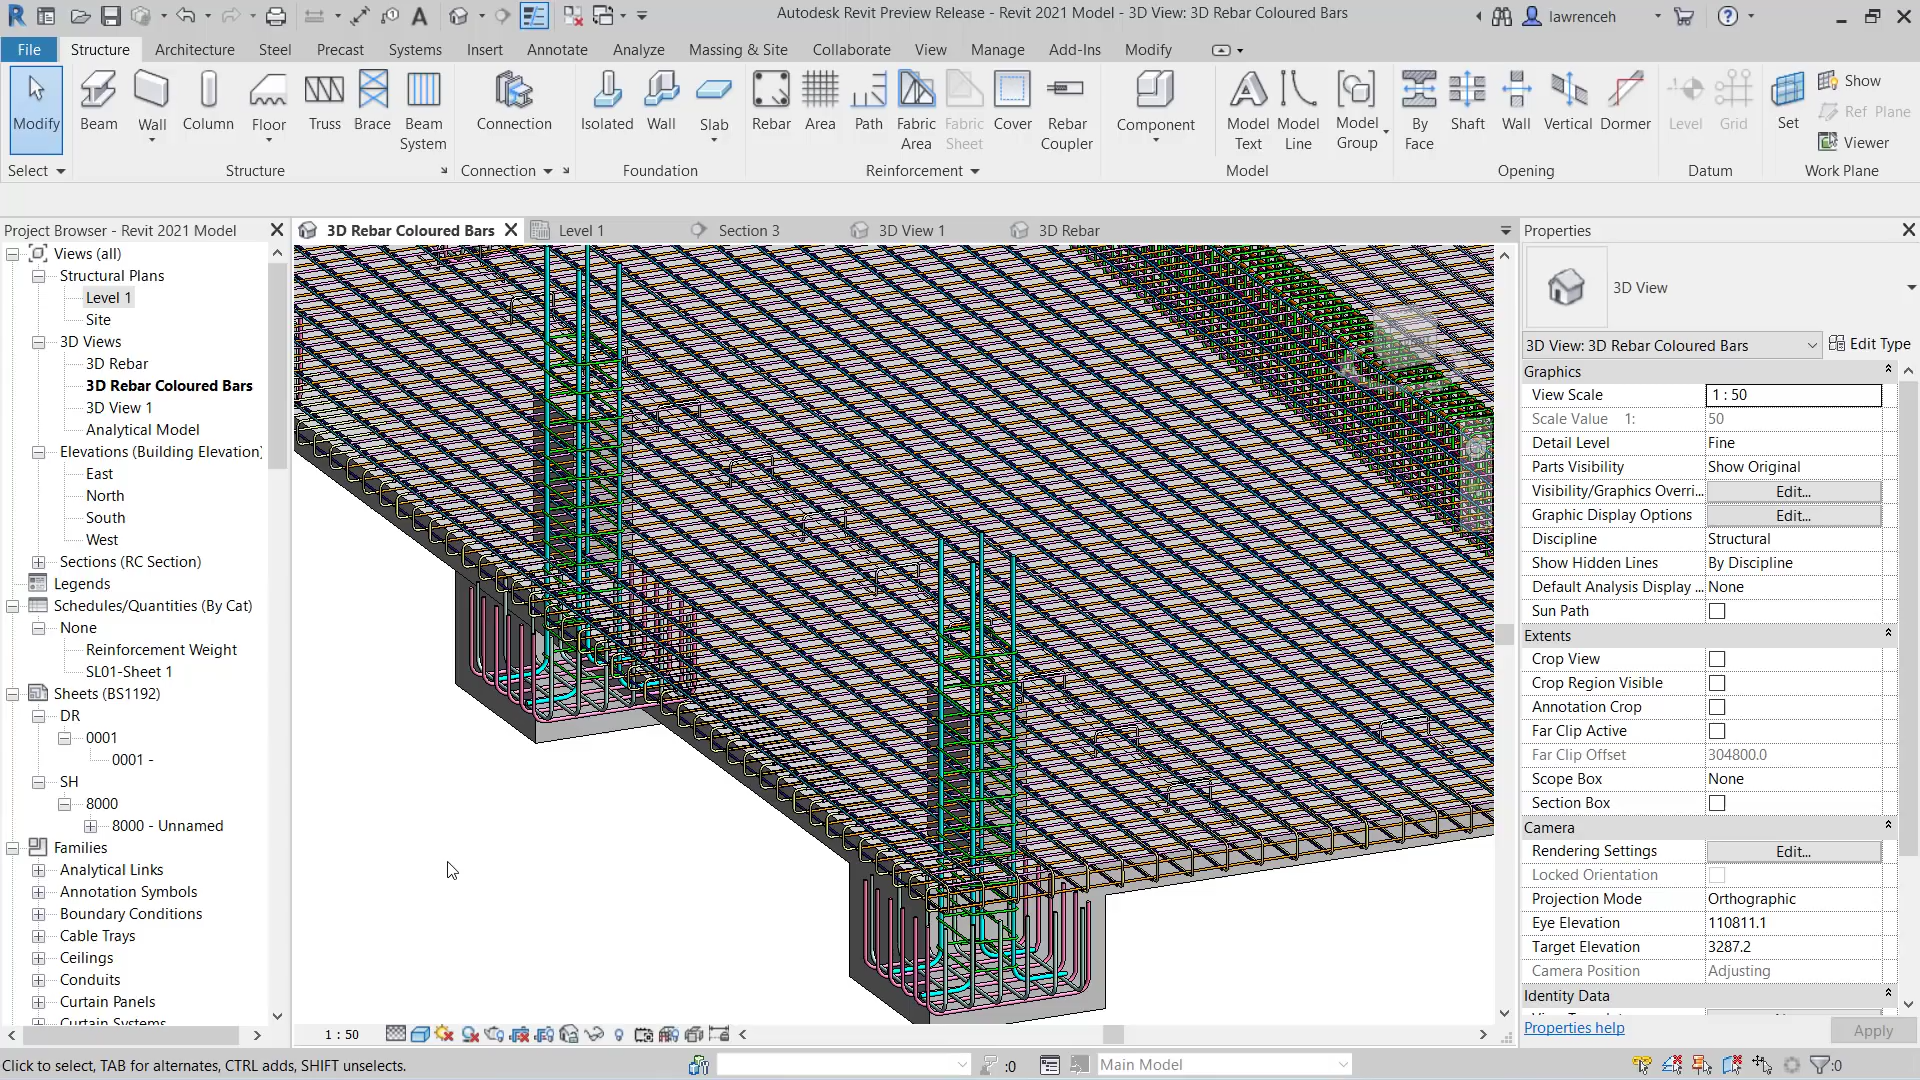 Autodesk Revit Preview Release - Revit 2021 Model - 3D View: 3D Rebar Coloured Bars
lawrenceh
File Structure Architecture Steel Precast Systems Insert Annotate Analyze Massing & Site Collaborate View Manage Add-Ins Modify
Modify Beam Wall Column Floor Truss Brace Beam System Connection Isolated Wall Slab Rebar Area Path Fabric Area Fabric Sheet Cover Rebar Coupler Component Model Text Model Line Model Group By Face Shaft Wall Vertical Dormer Level Grid Set Show Ref Plane Viewer
Select Structure Connection Foundation Reinforcement Model Opening Datum Work Plane
Project Browser - Revit 2021 Model
Views (all)
Structural Plans
Level 1
Site
3D Views
3D Rebar
3D Rebar Coloured Bars
3D View 1
Analytical Model
Elevations (Building Elevation)
East
North
South
West
Sections (RC Section)
Legends
Schedules/Quantities (By Cat)
None
Reinforcement Weight
SL01-Sheet 1
Sheets (BS1192)
DR
0001
0001 -
SH
8000
8000 - Unnamed
Families
Analytical Links
Annotation Symbols
Boundary Conditions
Cable Trays
Ceilings
Conduits
Curtain Panels
Curtain Systems
3D Rebar Coloured Bars Level 1 Section 3 3D View 1 3D Rebar
1 : 50
Properties
3D View
3D View: 3D Rebar Coloured Bars Edit Type
Graphics
View Scale 1 : 50
Scale Value 1: 50
Detail Level Fine
Parts Visibility Show Original
Visibility/Graphics Overri... Edit...
Graphic Display Options Edit...
Discipline Structural
Show Hidden Lines By Discipline
Default Analysis Display ... None
Sun Path
Extents
Crop View
Crop Region Visible
Annotation Crop
Far Clip Active
Far Clip Offset 304800.0
Scope Box None
Section Box
Camera
Rendering Settings Edit...
Locked Orientation
Projection Mode Orthographic
Eye Elevation 110811.1
Target Elevation 3287.2
Camera Position Adjusting
Identity Data
Properties help Apply
Click to select, TAB for alternates, CTRL adds, SHIFT unselects.
:0 Main Model :0